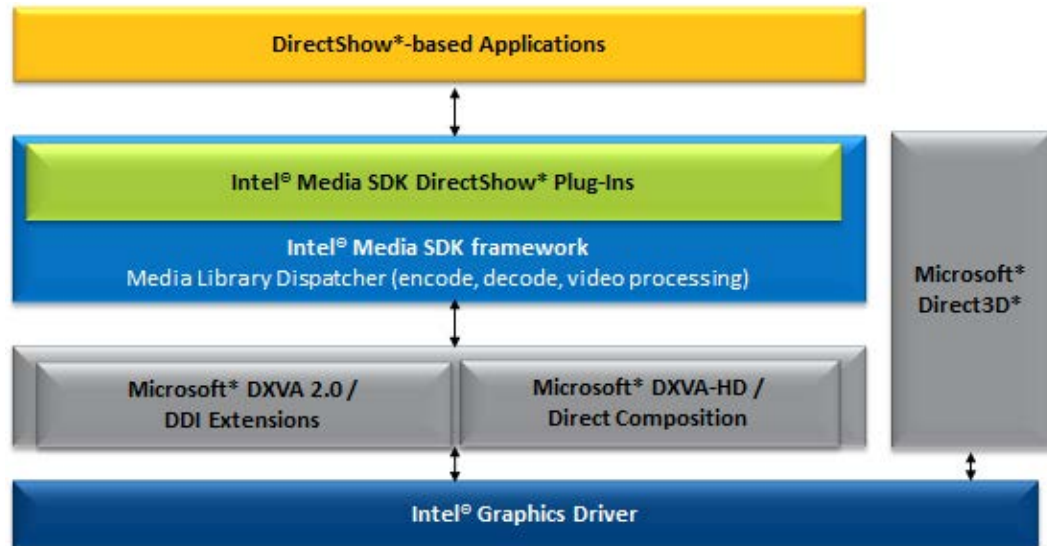 DirectShow*-based Applications
Intel® Media SDK DirectShow* Plug-Ins
Intel® Media SDK framework
Media Library Dispatcher (encode, decode, video processing)
Microsoft*
Direct3D*
Microsoft* DXVA 2.0 /
DDI Extensions
Microsoft* DXVA-HD /
Direct Composition
Intel® Graphics Driver